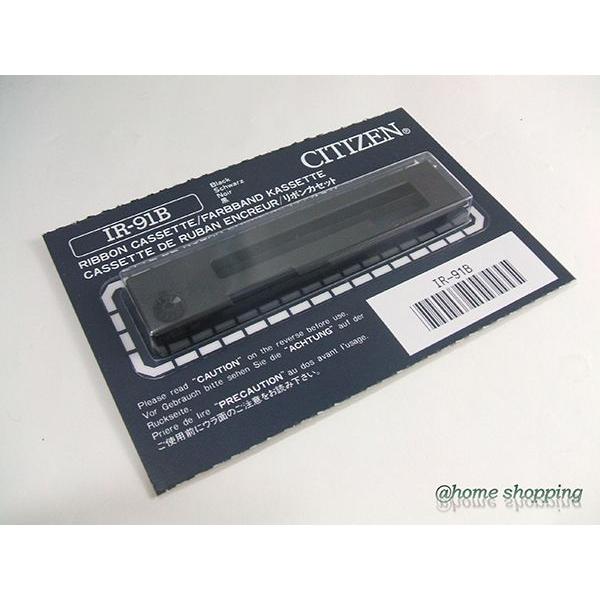 CITIZEN®
IR-91B
Black
Schwarz
Noir
黒
RIBBON CASSETTE/FARBBAND KASSETTE
CASSETTE DE RUBAN ENCREUR/リボンカセット
IR-91B
Please read "CAUTION" on the reverse before use.
Vor Gebrauch bitte sehen Sie die "ACHTUNG" auf der
Ruckseite.
Priere de lire "PRECAUTION" au dos avant l'usage.
ご使用前にウラ面のご注意をお読み下さい。
@home shopping